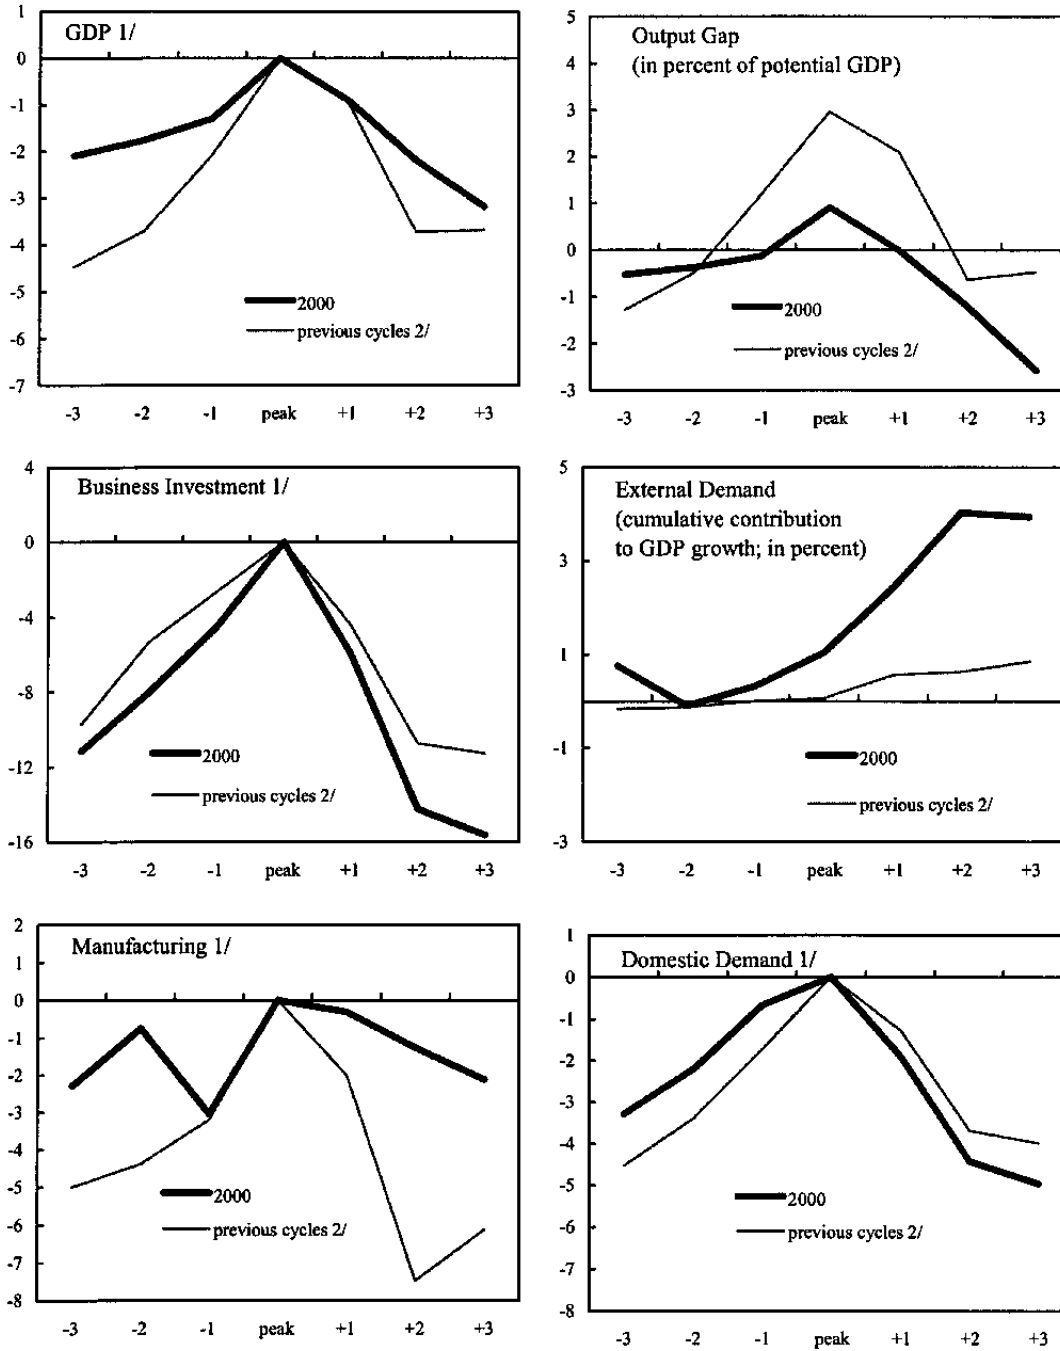 GDP 1/
1
0
-1
-2
-3
-4
-5
-6
-7
2000
previous cycles 2/
-3 -2 -1 peak +1 +2 +3
Output Gap
(in percent of potential GDP)
5
4
3
2
1
0
-1
-2
-3
2000
previous cycles 2/
-3 -2 -1 peak +1 +2 +3
Business Investment 1/
4
0
-4
-8
-12
-16
2000
previous cycles 2/
-3 -2 -1 peak +1 +2 +3
External Demand
(cumulative contribution
to GDP growth; in percent)
5
3
1
-1
-3
2000
previous cycles 2/
-3 -2 -1 peak +1 +2 +3
Manufacturing 1/
2
1
0
-1
-2
-3
-4
-5
-6
-7
-8
2000
previous cycles 2/
-3 -2 -1 peak +1 +2 +3
Domestic Demand 1/
1
0
-1
-2
-3
-4
-5
-6
-7
-8
2000
previous cycles 2/
-3 -2 -1 peak +1 +2 +3